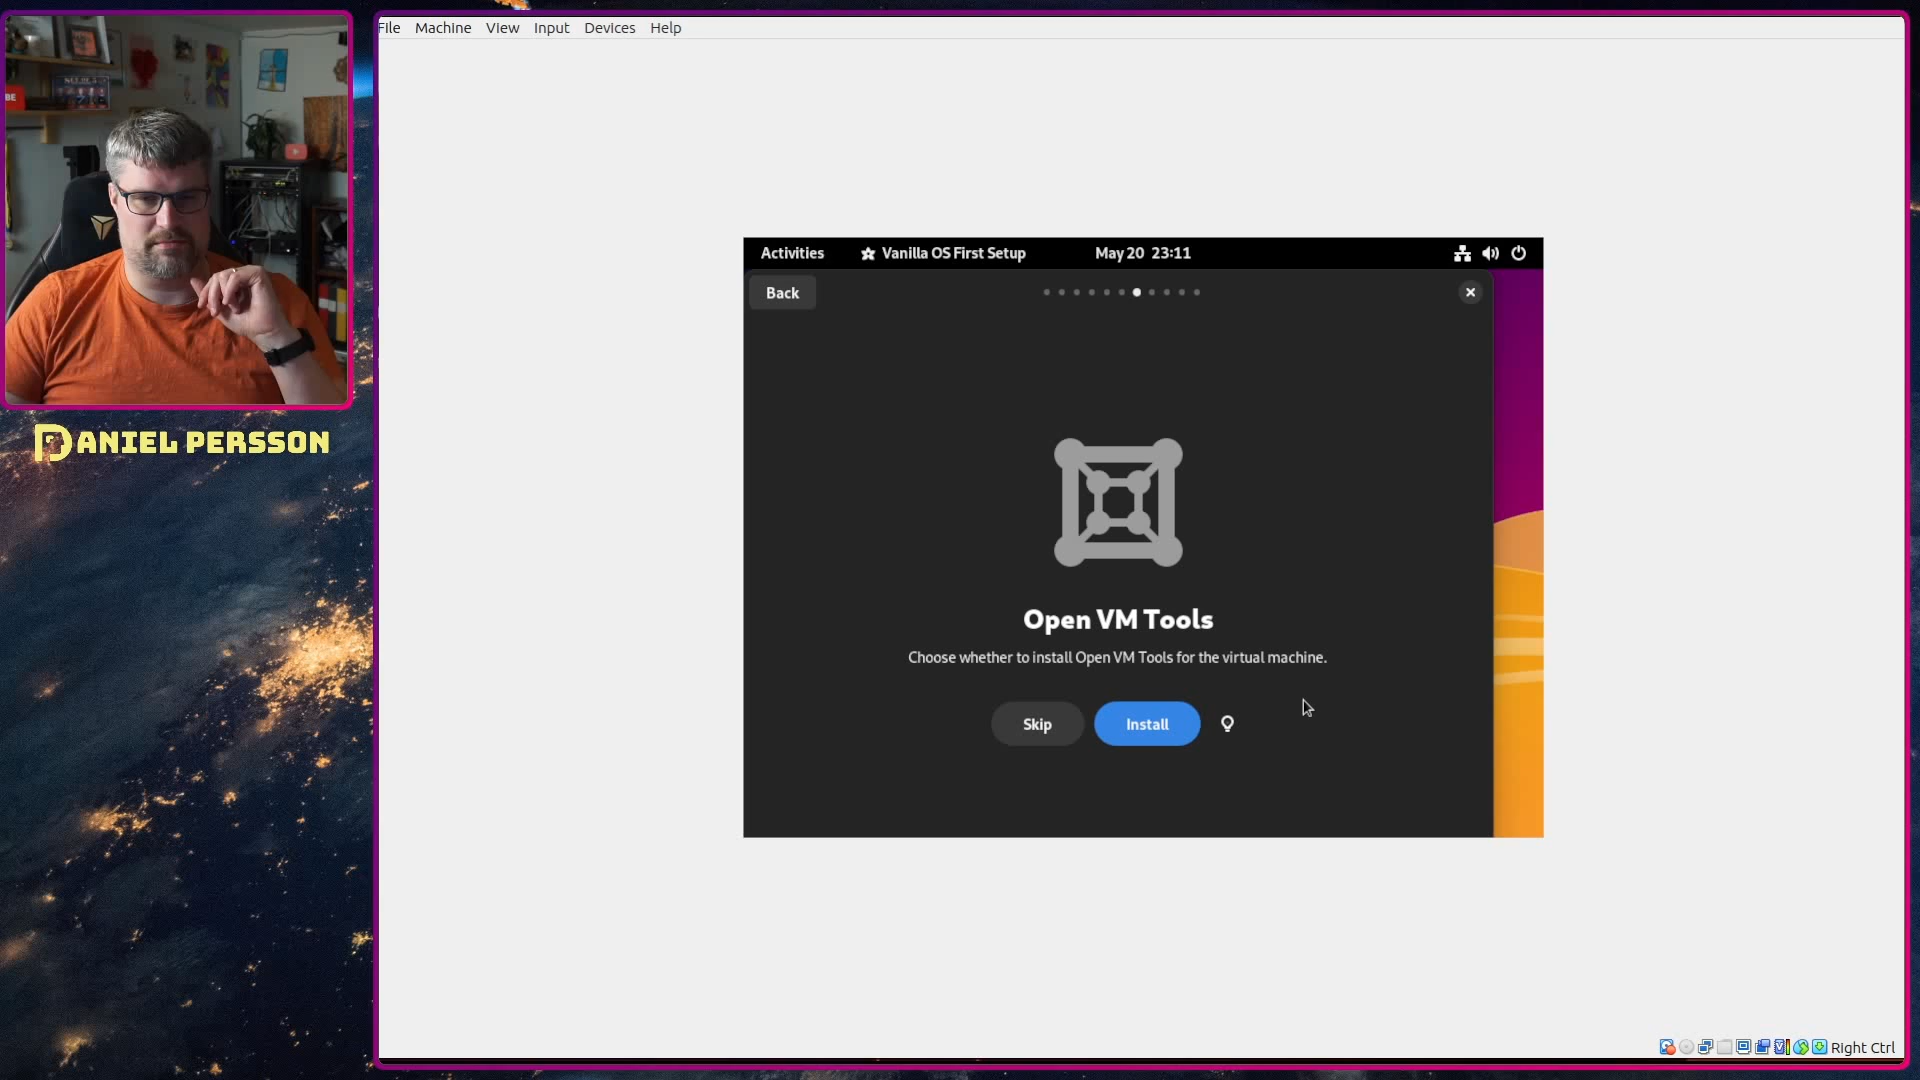 File Machine View Input Devices Help
Activities Vanilla OS First Setup May 20 23:11
Back
Open VM Tools
Choose whether to install Open VM Tools for the virtual machine.
Skip Install
DANIEL PERSSON
Right Ctrl